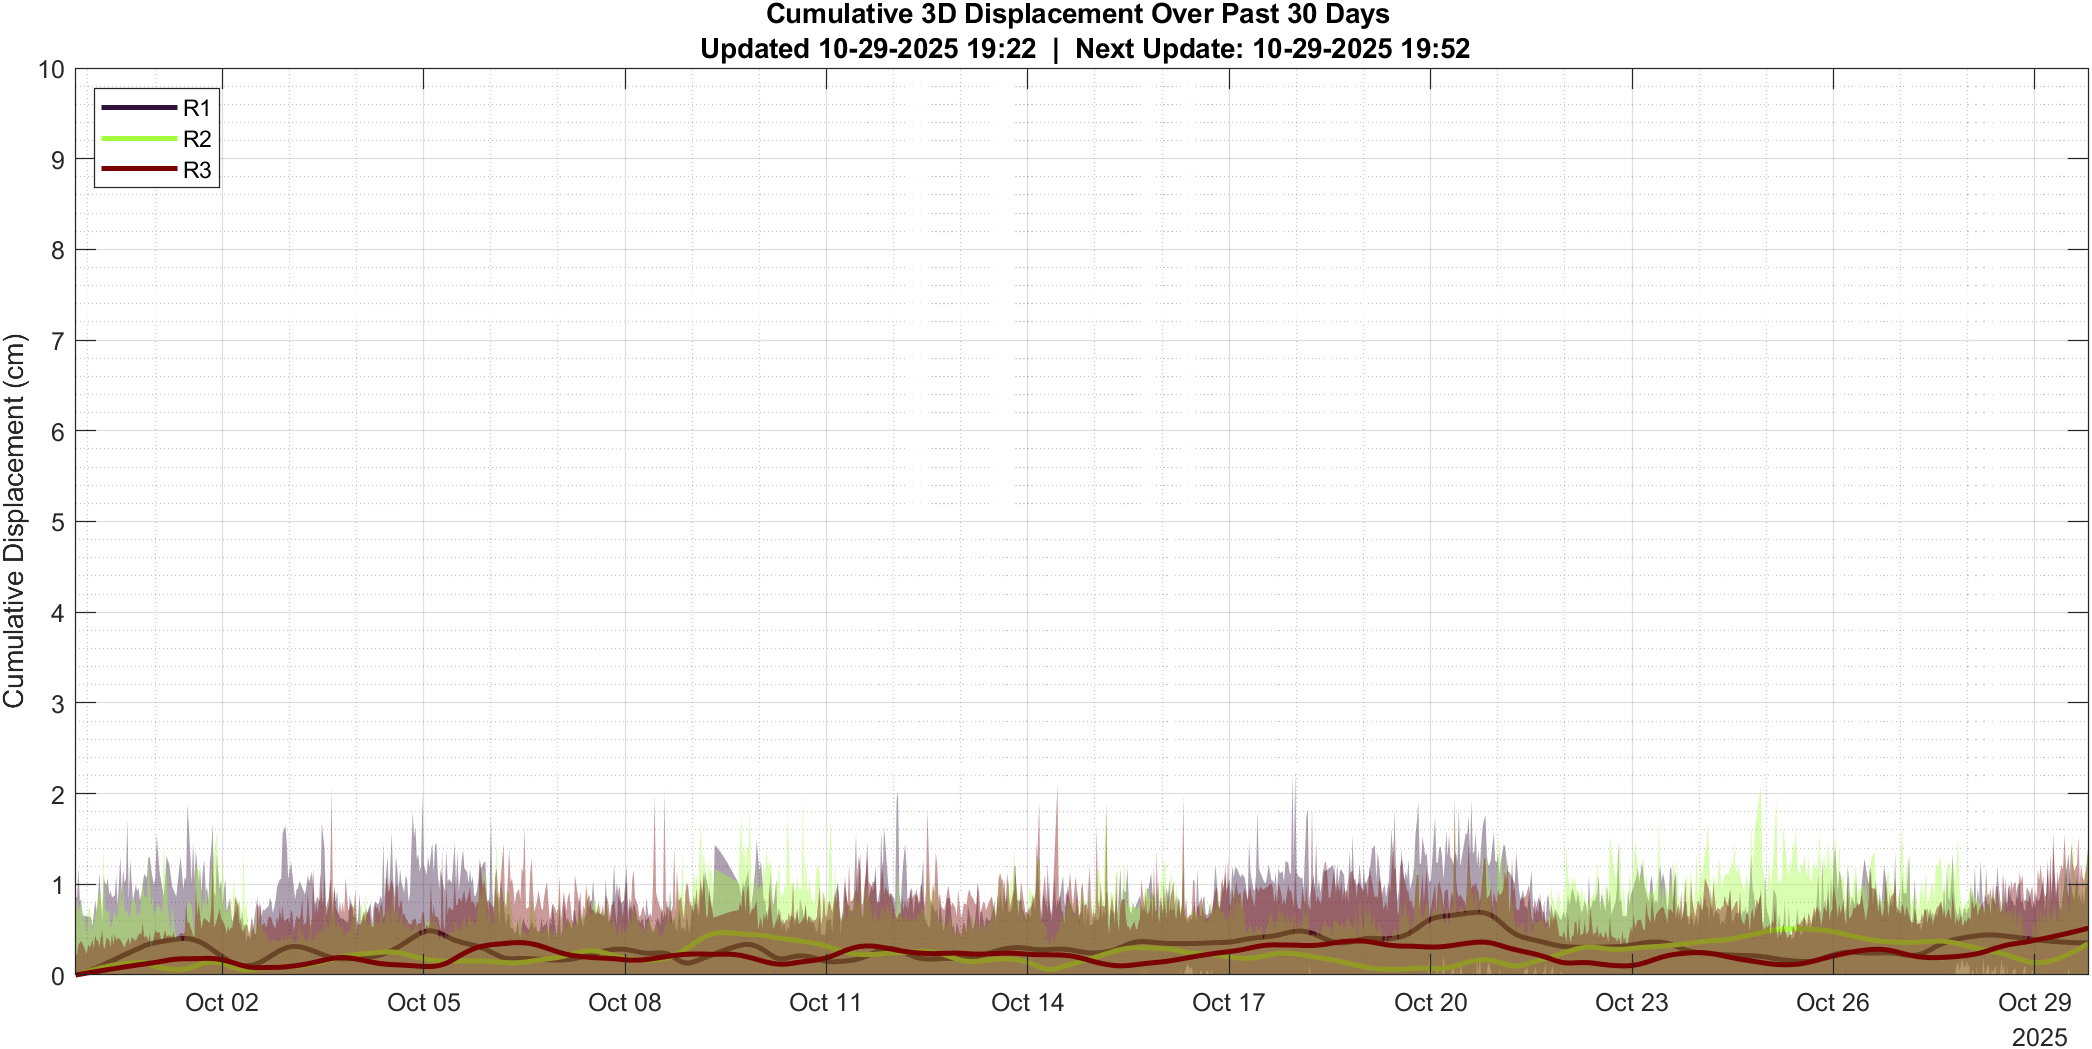 Cumulative 3D Displacement Over Past 30 Days
Updated 10-29-2025 19:22 | Next Update: 10-29-2025 19:52
10
9
8
7
6
5
4
3
2
1
0
Cumulative Displacement (cm)
R1
R2
R3
Oct 02 Oct 05 Oct 08 Oct 11 Oct 14 Oct 17 Oct 20 Oct 23 Oct 26 Oct 29
2025